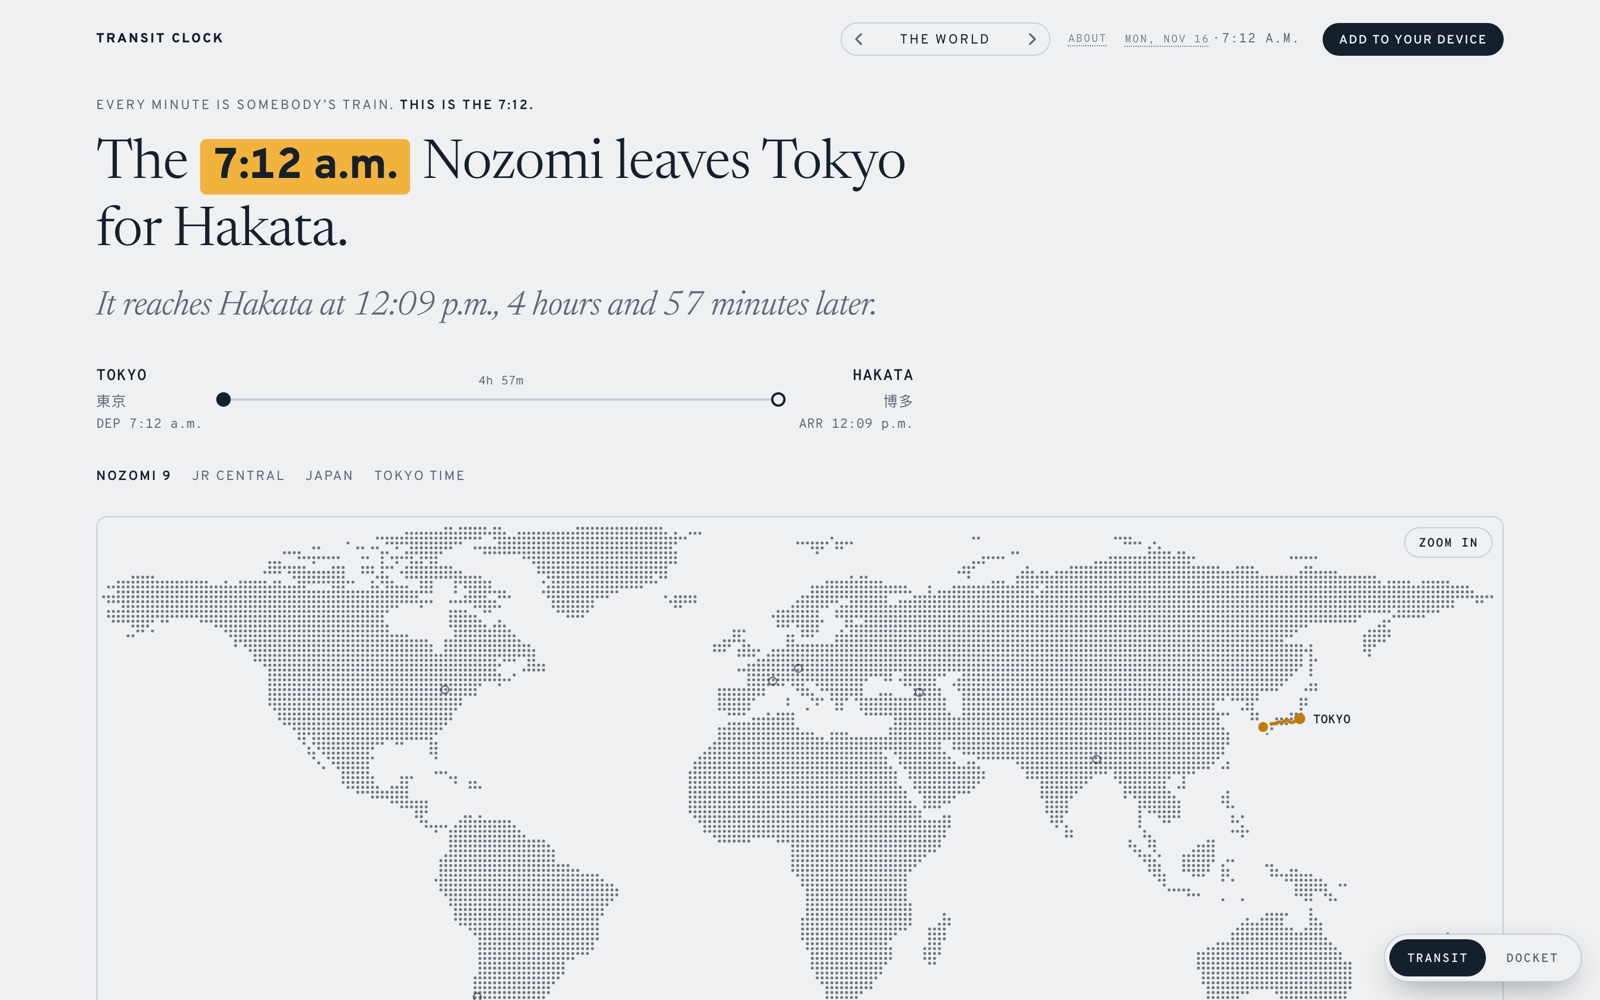 TRANSIT CLOCK
THE WORLD
ABOUT
MON, NOV 16 · 7:12 A.M.
ADD TO YOUR DEVICE
EVERY MINUTE IS SOMEBODY'S TRAIN. THIS IS THE 7:12.
The 7:12 a.m. Nozomi leaves Tokyo
for Hakata.
It reaches Hakata at 12:09 p.m., 4 hours and 57 minutes later.
TOKYO
東京
DEP 7:12 a.m.
4h 57m
HAKATA
博多
ARR 12:09 p.m.
NOZOMI 9 JR CENTRAL JAPAN TOKYO TIME
ZOOM IN
TOKYO
TRANSIT
DOCKET